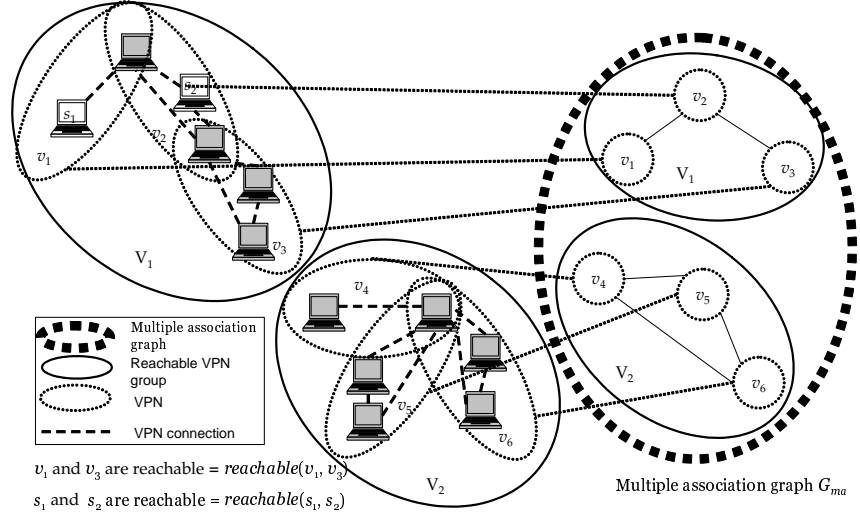 s₂
s₁
v₂
v₁
v₃
V₁
v₂
v₁
v₃
V₁
v₄
v₅
v₆
V₂
v₄
v₅
v₆
V₂
Multiple association
graph
Reachable VPN
group
VPN
VPN connection
v₁ and v₃ are reachable = reachable(v₁, v₃)
s₁ and s₂ are reachable = reachable(s₁, s₂)
Multiple association graph Gₘₐ